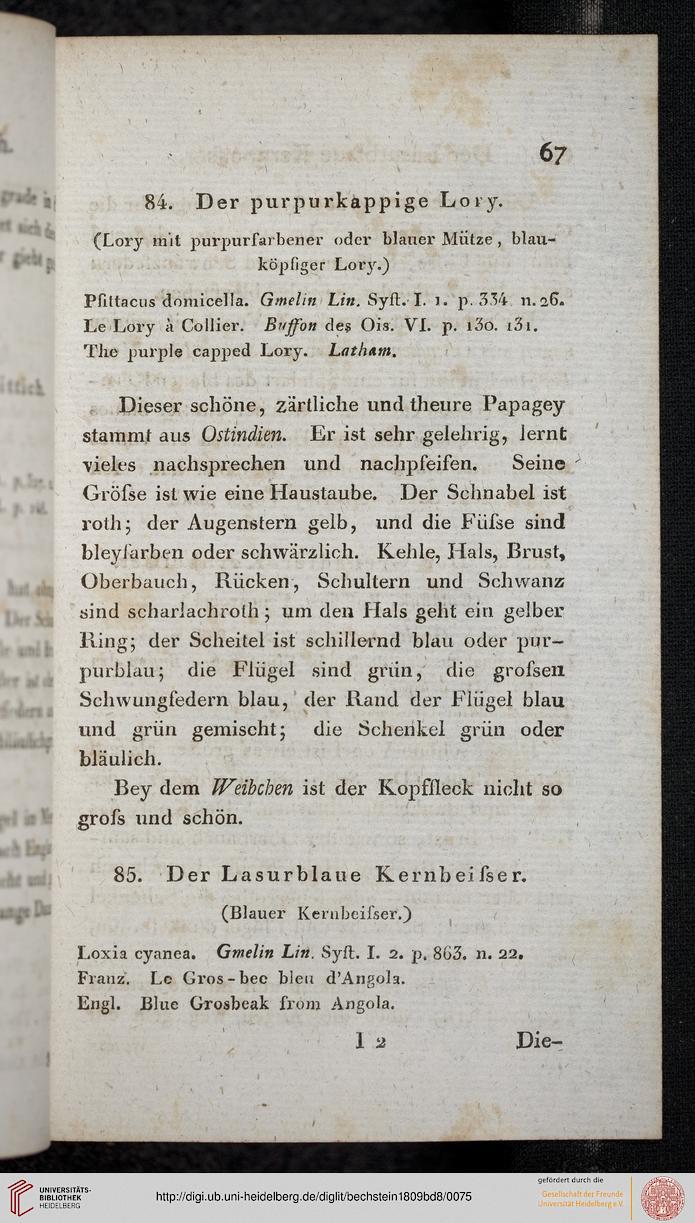 67
84. Der purpurkappige Lory.
(Lory mit purpurfarbener oder blauer Mütze, blau-
köpfiger Lory.)
Pſittacus domicella. Gmelin Lin. Syſt. I. 1. p. 334 n. 26.
Le Lory à Collier. Buffon des Ois. VI. p. 130. 131.
The purple capped Lory. Latham.
Dieser schöne, zärtliche und theure Papagey
stammt aus Ostindien. Er ist sehr gelehrig, lernt
vieles nachsprechen und nachpfeifen. Seine
Gröſse ist wie eine Haustaube. Der Schnabel ist
roth; der Augenstern gelb, und die Füſse sind
bleyfarben oder schwärzlich. Kehle, Hals, Brust,
Oberbauch, Rücken, Schultern und Schwanz
sind scharlachroth; um den Hals geht ein gelber
Ring; der Scheitel ist schillernd blau oder pur-
purblau; die Flügel sind grün, die groſsen
Schwungfedern blau, der Rand der Flügel blau
und grün gemischt; die Schenkel grün oder
bläulich.
Bey dem Weibchen ist der Kopffleck nicht so
groſs und schön.
85. Der Lasurblaue Kernbeiſser.
(Blauer Kernbeiſser.)
Loxia cyanea. Gmelin Lin. Syſt. I. 2. p. 863. n. 22.
Franz. Le Gros-bec bleu d'Angola.
Engl. Blue Grosbeak from Angola.
I 2 Die-
UNIVERSITÄTS-
BIBLIOTHEK
HEIDELBERG
http://digi.ub.uni-heidelberg.de/diglit/bechstein1809bd8/0075
gefördert durch die
Gesellschaft der Freunde
Universität Heidelberg e.V.